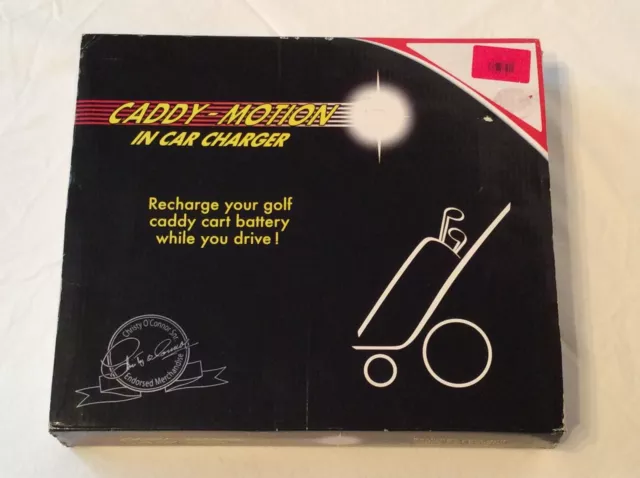 CADDY-MOTION
IN CAR CHARGER
Recharge your golf
caddy cart battery
while you drive!
Christy O'Connor Snr.
Endorsed Merchandise